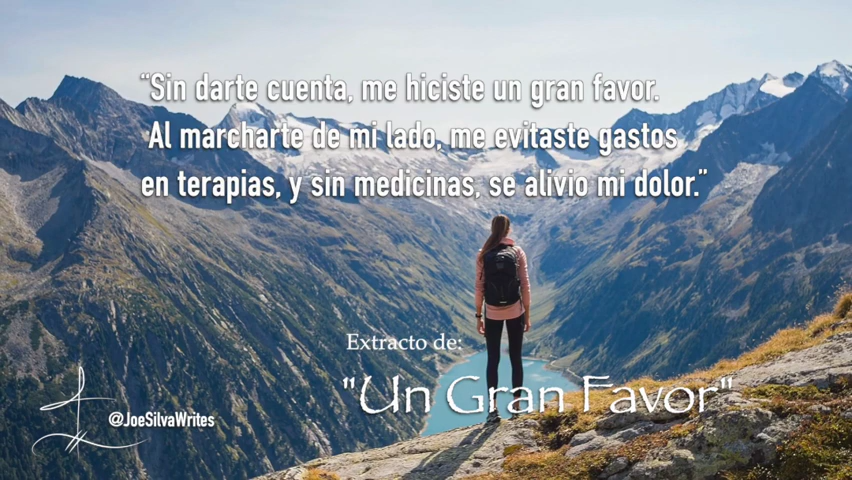 “Sin darte cuenta, me hiciste un gran favor.
Al marcharte de mi lado, me evitaste gastos
en terapias, y sin medicinas, se alivio mi dolor.”
Extracto de:
"Un Gran Favor"
@JoeSilvaWrites